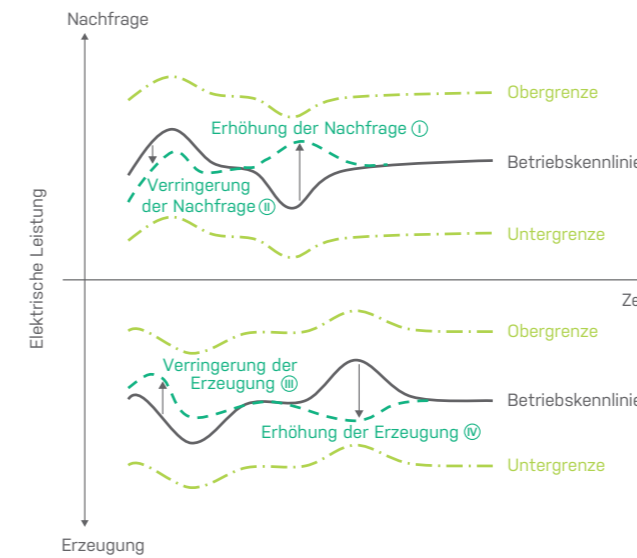 Nachfrage
Obergrenze
Erhöhung der Nachfrage Ⓘ
Betriebskennlinie
Verringerung
der Nachfrage Ⅱ
Untergrenze
Elektrische Leistung
Ze
Obergrenze
Verringerung der
Erzeugung Ⅲ
Betriebskennlinie
Erhöhung der Erzeugung Ⅳ
Untergrenze
Erzeugung